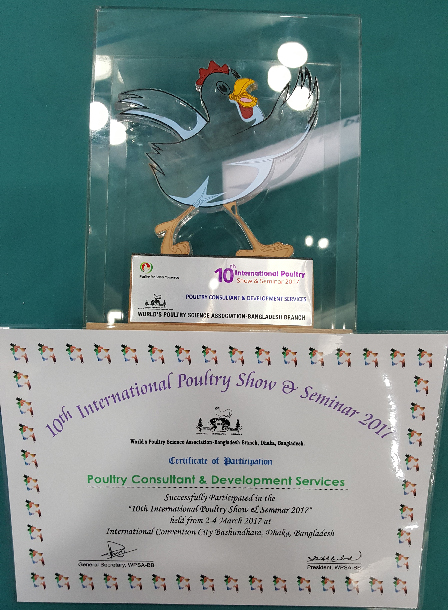 10th International Poultry
Show & Seminar 2017
POULTRY CONSULTANT & DEVELOPMENT SERVICES
WORLD'S POULTRY SCIENCE ASSOCIATION-BANGLADESH BRANCH
10th International Poultry Show & Seminar 2017
World's Poultry Science Association-Bangladesh Branch, Dhaka, Bangladesh.
Certificate of Participation
Poultry Consultant & Development Services
Successfully Participated in the
"10th International Poultry Show & Seminar 2017"
held from 2-4 March 2017 at
International Convention City Bashundhara, Dhaka, Bangladesh
General Secretary, WPSA-BB
President, WPSA-BB